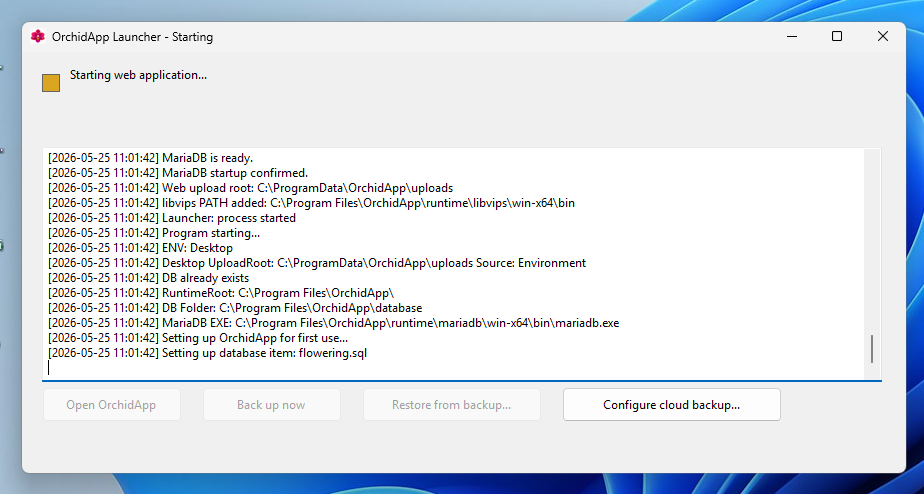 OrchidApp Launcher - Starting
Starting web application...
[2026-05-25 11:01:42] MariaDB is ready.
[2026-05-25 11:01:42] MariaDB startup confirmed.
[2026-05-25 11:01:42] Web upload root: C:\ProgramData\OrchidApp\uploads
[2026-05-25 11:01:42] libvips PATH added: C:\Program Files\OrchidApp\runtime\libvips\win-x64\bin
[2026-05-25 11:01:42] Launcher: process started
[2026-05-25 11:01:42] Program starting...
[2026-05-25 11:01:42] ENV: Desktop
[2026-05-25 11:01:42] Desktop UploadRoot: C:\ProgramData\OrchidApp\uploads Source: Environment
[2026-05-25 11:01:42] DB already exists
[2026-05-25 11:01:42] RuntimeRoot: C:\Program Files\OrchidApp\
[2026-05-25 11:01:42] DB Folder: C:\Program Files\OrchidApp\database
[2026-05-25 11:01:42] MariaDB EXE: C:\Program Files\OrchidApp\runtime\mariadb\win-x64\bin\mariadb.exe
[2026-05-25 11:01:42] Setting up OrchidApp for first use...
[2026-05-25 11:01:42] Setting up database item: flowering.sql
Open OrchidApp Back up now Restore from backup... Configure cloud backup...